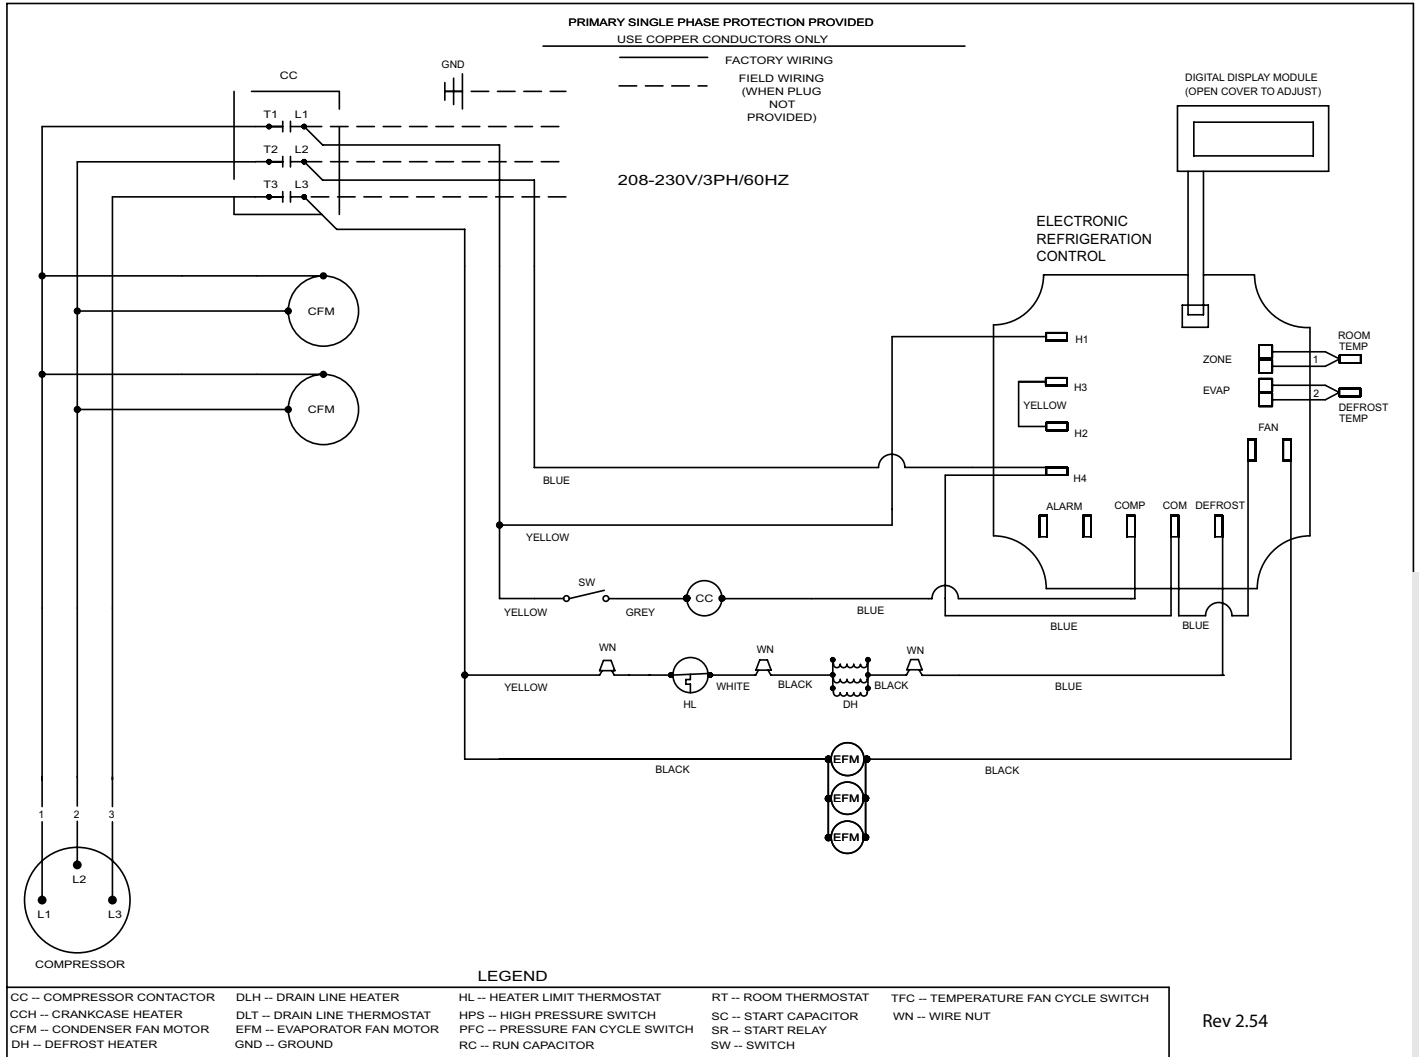 PRIMARY SINGLE PHASE PROTECTION PROVIDED
USE COPPER CONDUCTORS ONLY
FACTORY WIRING
FIELD WIRING
(WHEN PLUG
NOT
PROVIDED)
GND
CC
T1 L1
T2 L2
T3 L3
208-230V/3PH/60HZ
DIGITAL DISPLAY MODULE
(OPEN COVER TO ADJUST)
ELECTRONIC
REFRIGERATION
CONTROL
CFM
CFM
H1
H3
YELLOW
H2
H4
ZONE
EVAP
1
2
ROOM
TEMP
DEFROST
TEMP
FAN
ALARM
COMP
COM
DEFROST
BLUE
YELLOW
SW
YELLOW
GREY
CC
BLUE
BLUE
BLUE
WN
WN
WN
YELLOW
HL
WHITE
BLACK
DH
BLACK
BLUE
BLACK
EFM
EFM
EFM
BLACK
1 2 3
L2
L1
L3
COMPRESSOR
LEGEND
CC -- COMPRESSOR CONTACTOR
CCH -- CRANKCASE HEATER
CFM -- CONDENSER FAN MOTOR
DH -- DEFROST HEATER
DLH -- DRAIN LINE HEATER
DLT -- DRAIN LINE THERMOSTAT
EFM -- EVAPORATOR FAN MOTOR
GND -- GROUND
HL -- HEATER LIMIT THERMOSTAT
HPS -- HIGH PRESSURE SWITCH
PFC -- PRESSURE FAN CYCLE SWITCH
RC -- RUN CAPACITOR
RT -- ROOM THERMOSTAT
SC -- START CAPACITOR
SR -- START RELAY
SW -- SWITCH
TFC -- TEMPERATURE FAN CYCLE SWITCH
WN -- WIRE NUT
Rev 2.54